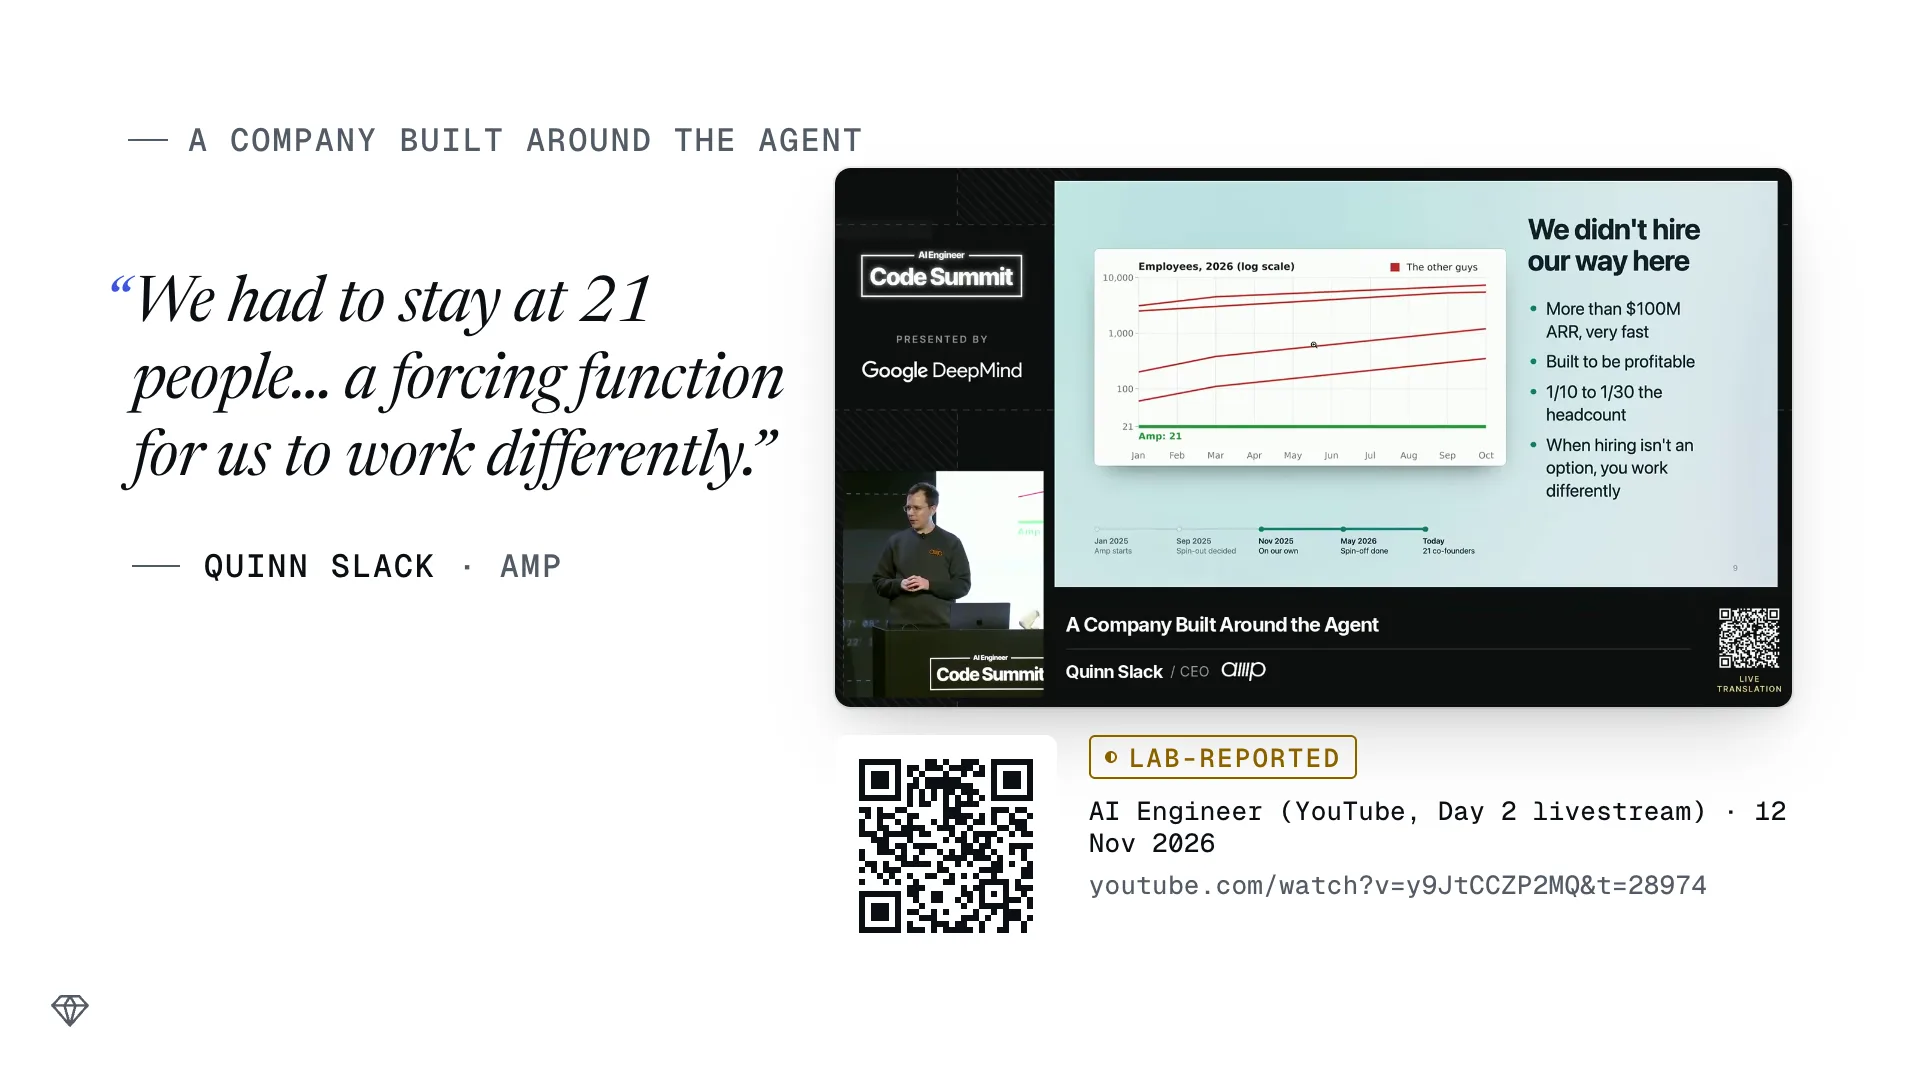 A COMPANY BUILT AROUND THE AGENT
“We had to stay at 21
people... a forcing function
for us to work differently.”
QUINN SLACK · AMP
AI Engineer
Code Summit
PRESENTED BY
Google DeepMind
Employees, 2026 (log scale)
The other guys
10,000
1,000
100
21
Amp: 21
Jan Feb Mar Apr May Jun Jul Aug Sep Oct
We didn't hire
our way here
• More than $100M
ARR, very fast
• Built to be profitable
• 1/10 to 1/30 the
headcount
• When hiring isn't an
option, you work
differently
Jan 2025
Amp starts
Sep 2025
Spin-out decided
Nov 2025
On our own
May 2026
Spin-off done
Today
21 co-founders
9
Amp
amp
AI Engineer
Code Summit
A Company Built Around the Agent
Quinn Slack / CEO amp
LIVE
TRANSLATION
LAB-REPORTED
AI Engineer (YouTube, Day 2 livestream) · 12
Nov 2026
youtube.com/watch?v=y9JtCCZP2MQ&t=28974